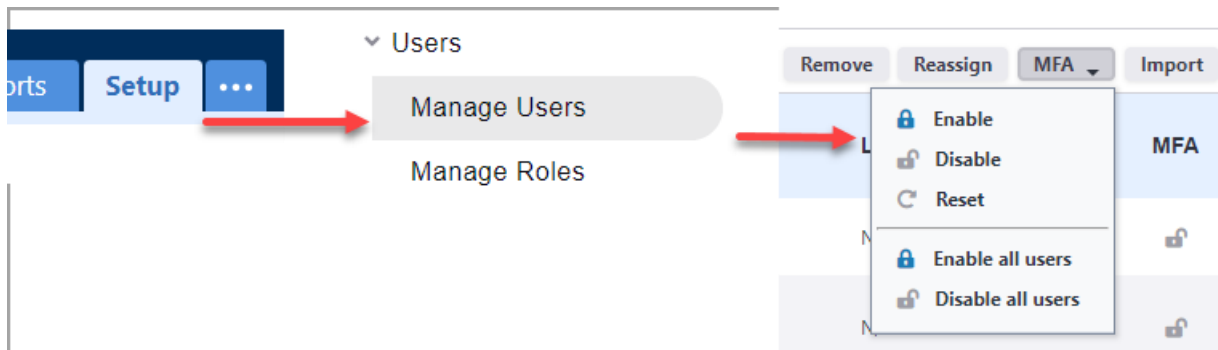 orts Setup ...
Users
Manage Users
Manage Roles
Remove Reassign MFA Import
Enable
L MFA
Disable
Reset
N
Enable all users
Disable all users
N